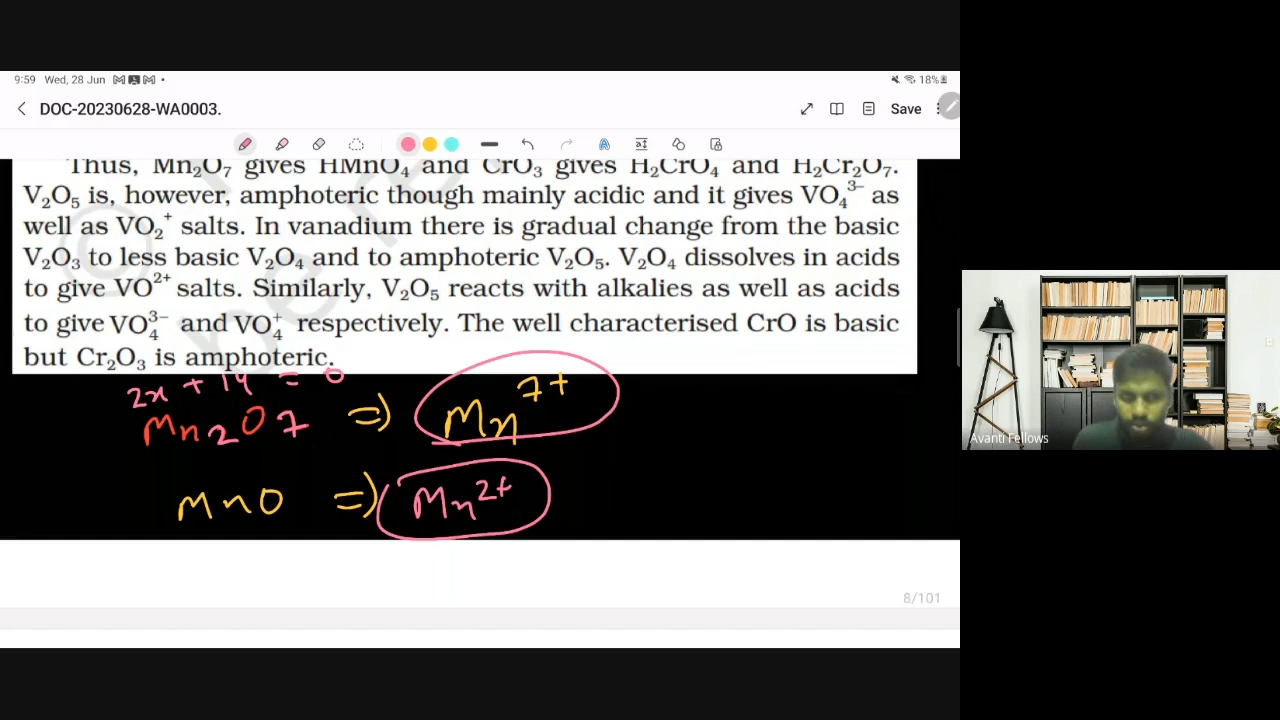 9:59 Wed, 28 Jun
18%
DOC-20230628-WA0003.
Save
Thus, Mn₂O₇ gives HMnO₄ and CrO₃ gives H₂CrO₄ and H₂Cr₂O₇.
V₂O₅ is, however, amphoteric though mainly acidic and it gives VO₄³⁻ as
well as VO₂⁺ salts. In vanadium there is gradual change from the basic
V₂O₃ to less basic V₂O₄ and to amphoteric V₂O₅. V₂O₄ dissolves in acids
to give VO²⁺ salts. Similarly, V₂O₅ reacts with alkalies as well as acids
to give VO₄³⁻ and VO₄⁺ respectively. The well characterised CrO is basic
but Cr₂O₃ is amphoteric.
2x + 14 = 0
Mn₂O₇ ⇒ Mn⁷⁺
MnO ⇒ Mn²⁺
8/101
Avanti Fellows